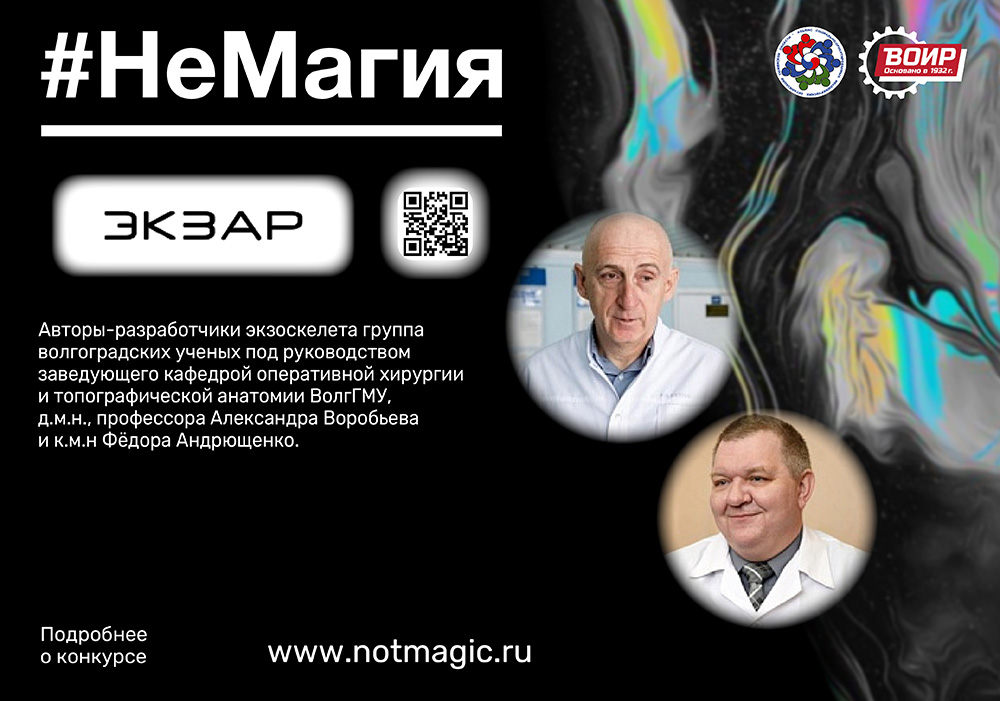 #НеМагия
ВОИР
Основано в 1932г.
ЭКЗАР
Авторы-разработчики экзоскелета группа
волгоградских ученых под руководством
заведующего кафедрой оперативной хирургии
и топографической анатомии ВолгГМУ,
д.м.н., профессора Александра Воробьева
и к.м.н Фёдора Андрющенко.
Подробнее
о конкурсе
www.notmagic.ru